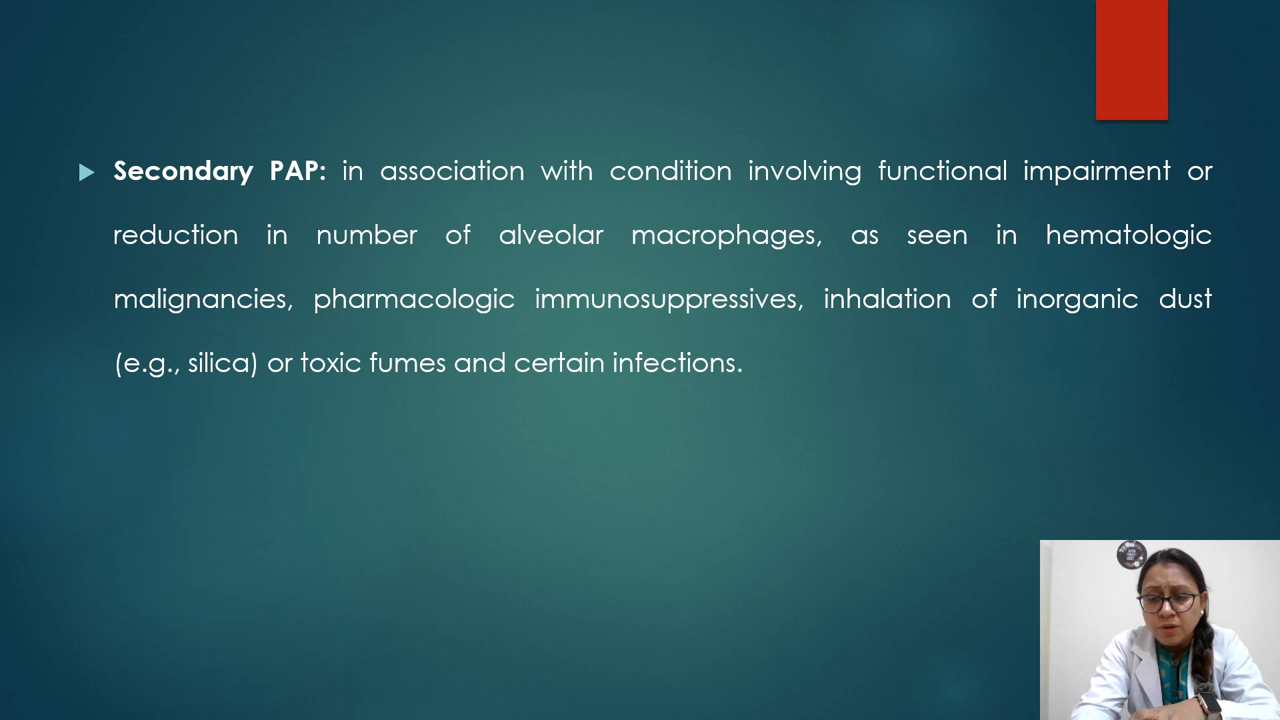 Secondary PAP: in association with condition involving functional impairment or
reduction in number of alveolar macrophages, as seen in hematologic
malignancies, pharmacologic immunosuppressives, inhalation of inorganic dust
(e.g., silica) or toxic fumes and certain infections.